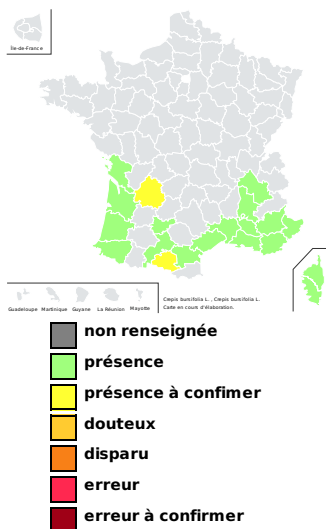 Île-de-France
Guadeloupe Martinique Guyane La Réunion Mayotte
Crepis bursifolia L. , Crepis bursifolia L.
Carte en cours d'élaboration.
non renseignée
présence
présence à confimer
douteux
disparu
erreur
erreur à confirmer